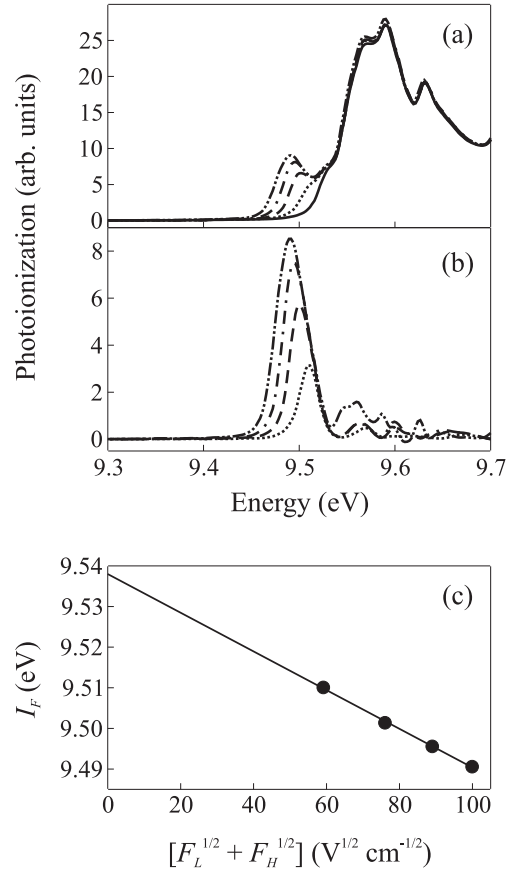 (a)
25
20
15
10
5
0
Photoionization (arb. units)
(b)
8
6
4
2
0
9.3 9.4 9.5 9.6 9.7
Energy (eV)
(c)
9.54
9.53
9.52
9.51
9.50
9.49
I_F (eV)
0 20 40 60 80 100
[F_L^{1/2} + F_H^{1/2}] (V^{1/2} cm^{-1/2})